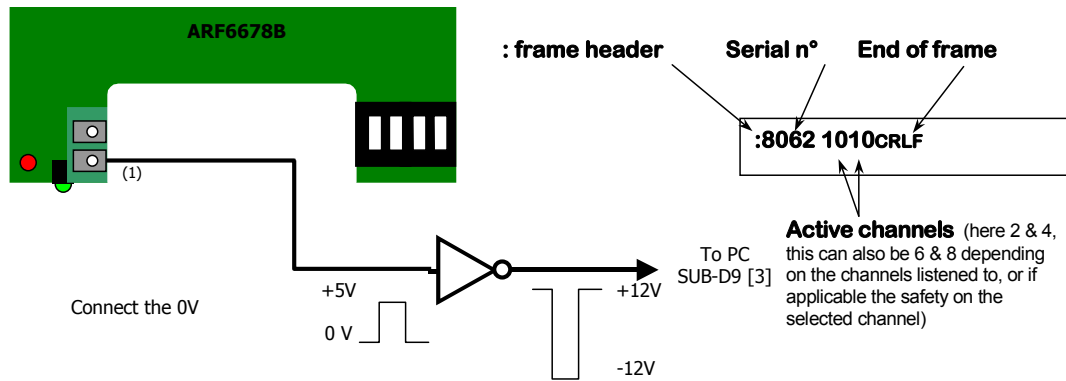 ARF6678B
: frame header Serial n° End of frame
:8062 1010CRLF
(1)
Active channels (here 2 & 4,
this can also be 6 & 8 depending
on the channels listened to, or if
applicable the safety on the
selected channel)
To PC
SUB-D9 [3]
Connect the 0V
+5V
0 V
+12V
-12V